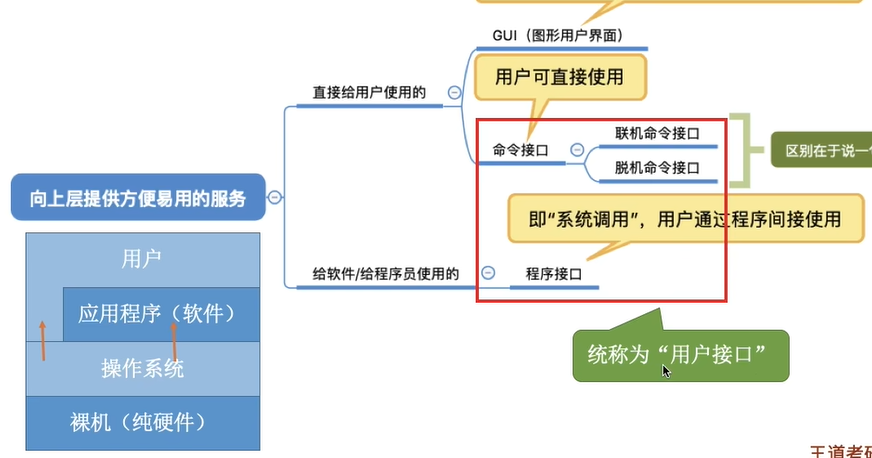 GUI（图形用户界面）
用户可直接使用
直接给用户使用的
联机命令接口
命令接口
区别在于说一
脱机命令接口
向上层提供方便易用的服务
即“系统调用”，用户通过程序间接使用
用户
给软件/给程序员使用的
程序接口
应用程序（软件）
统称为“用户接口”
操作系统
裸机（纯硬件）
王道考研